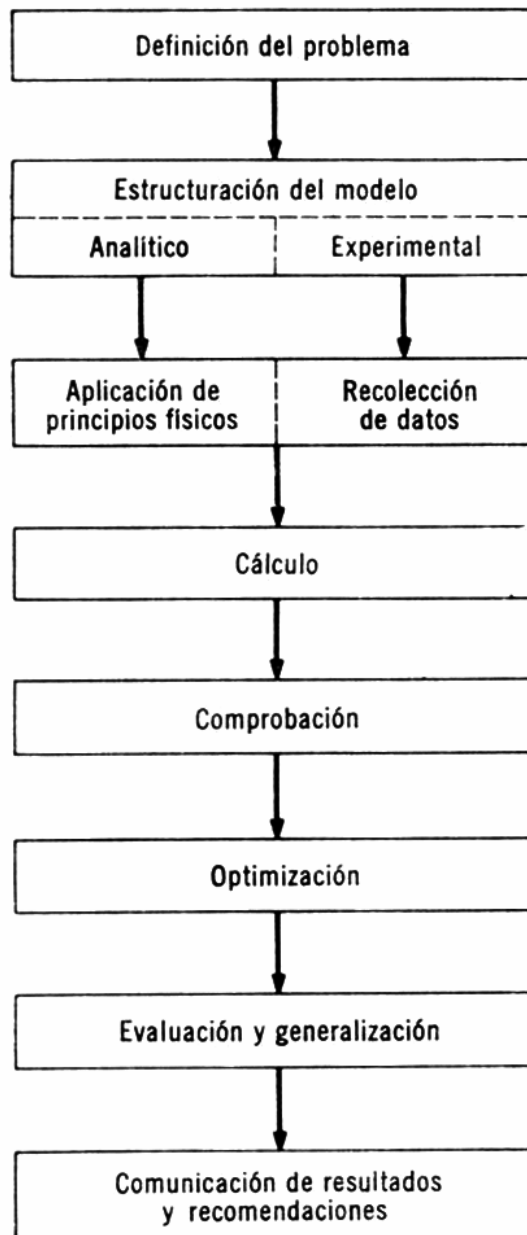 Definición del problema
Estructuración del modelo
Analítico
Experimental
Aplicación de
principios físicos
Recolección
de datos
Cálculo
Comprobación
Optimización
Evaluación y generalización
Comunicación de resultados
y recomendaciones